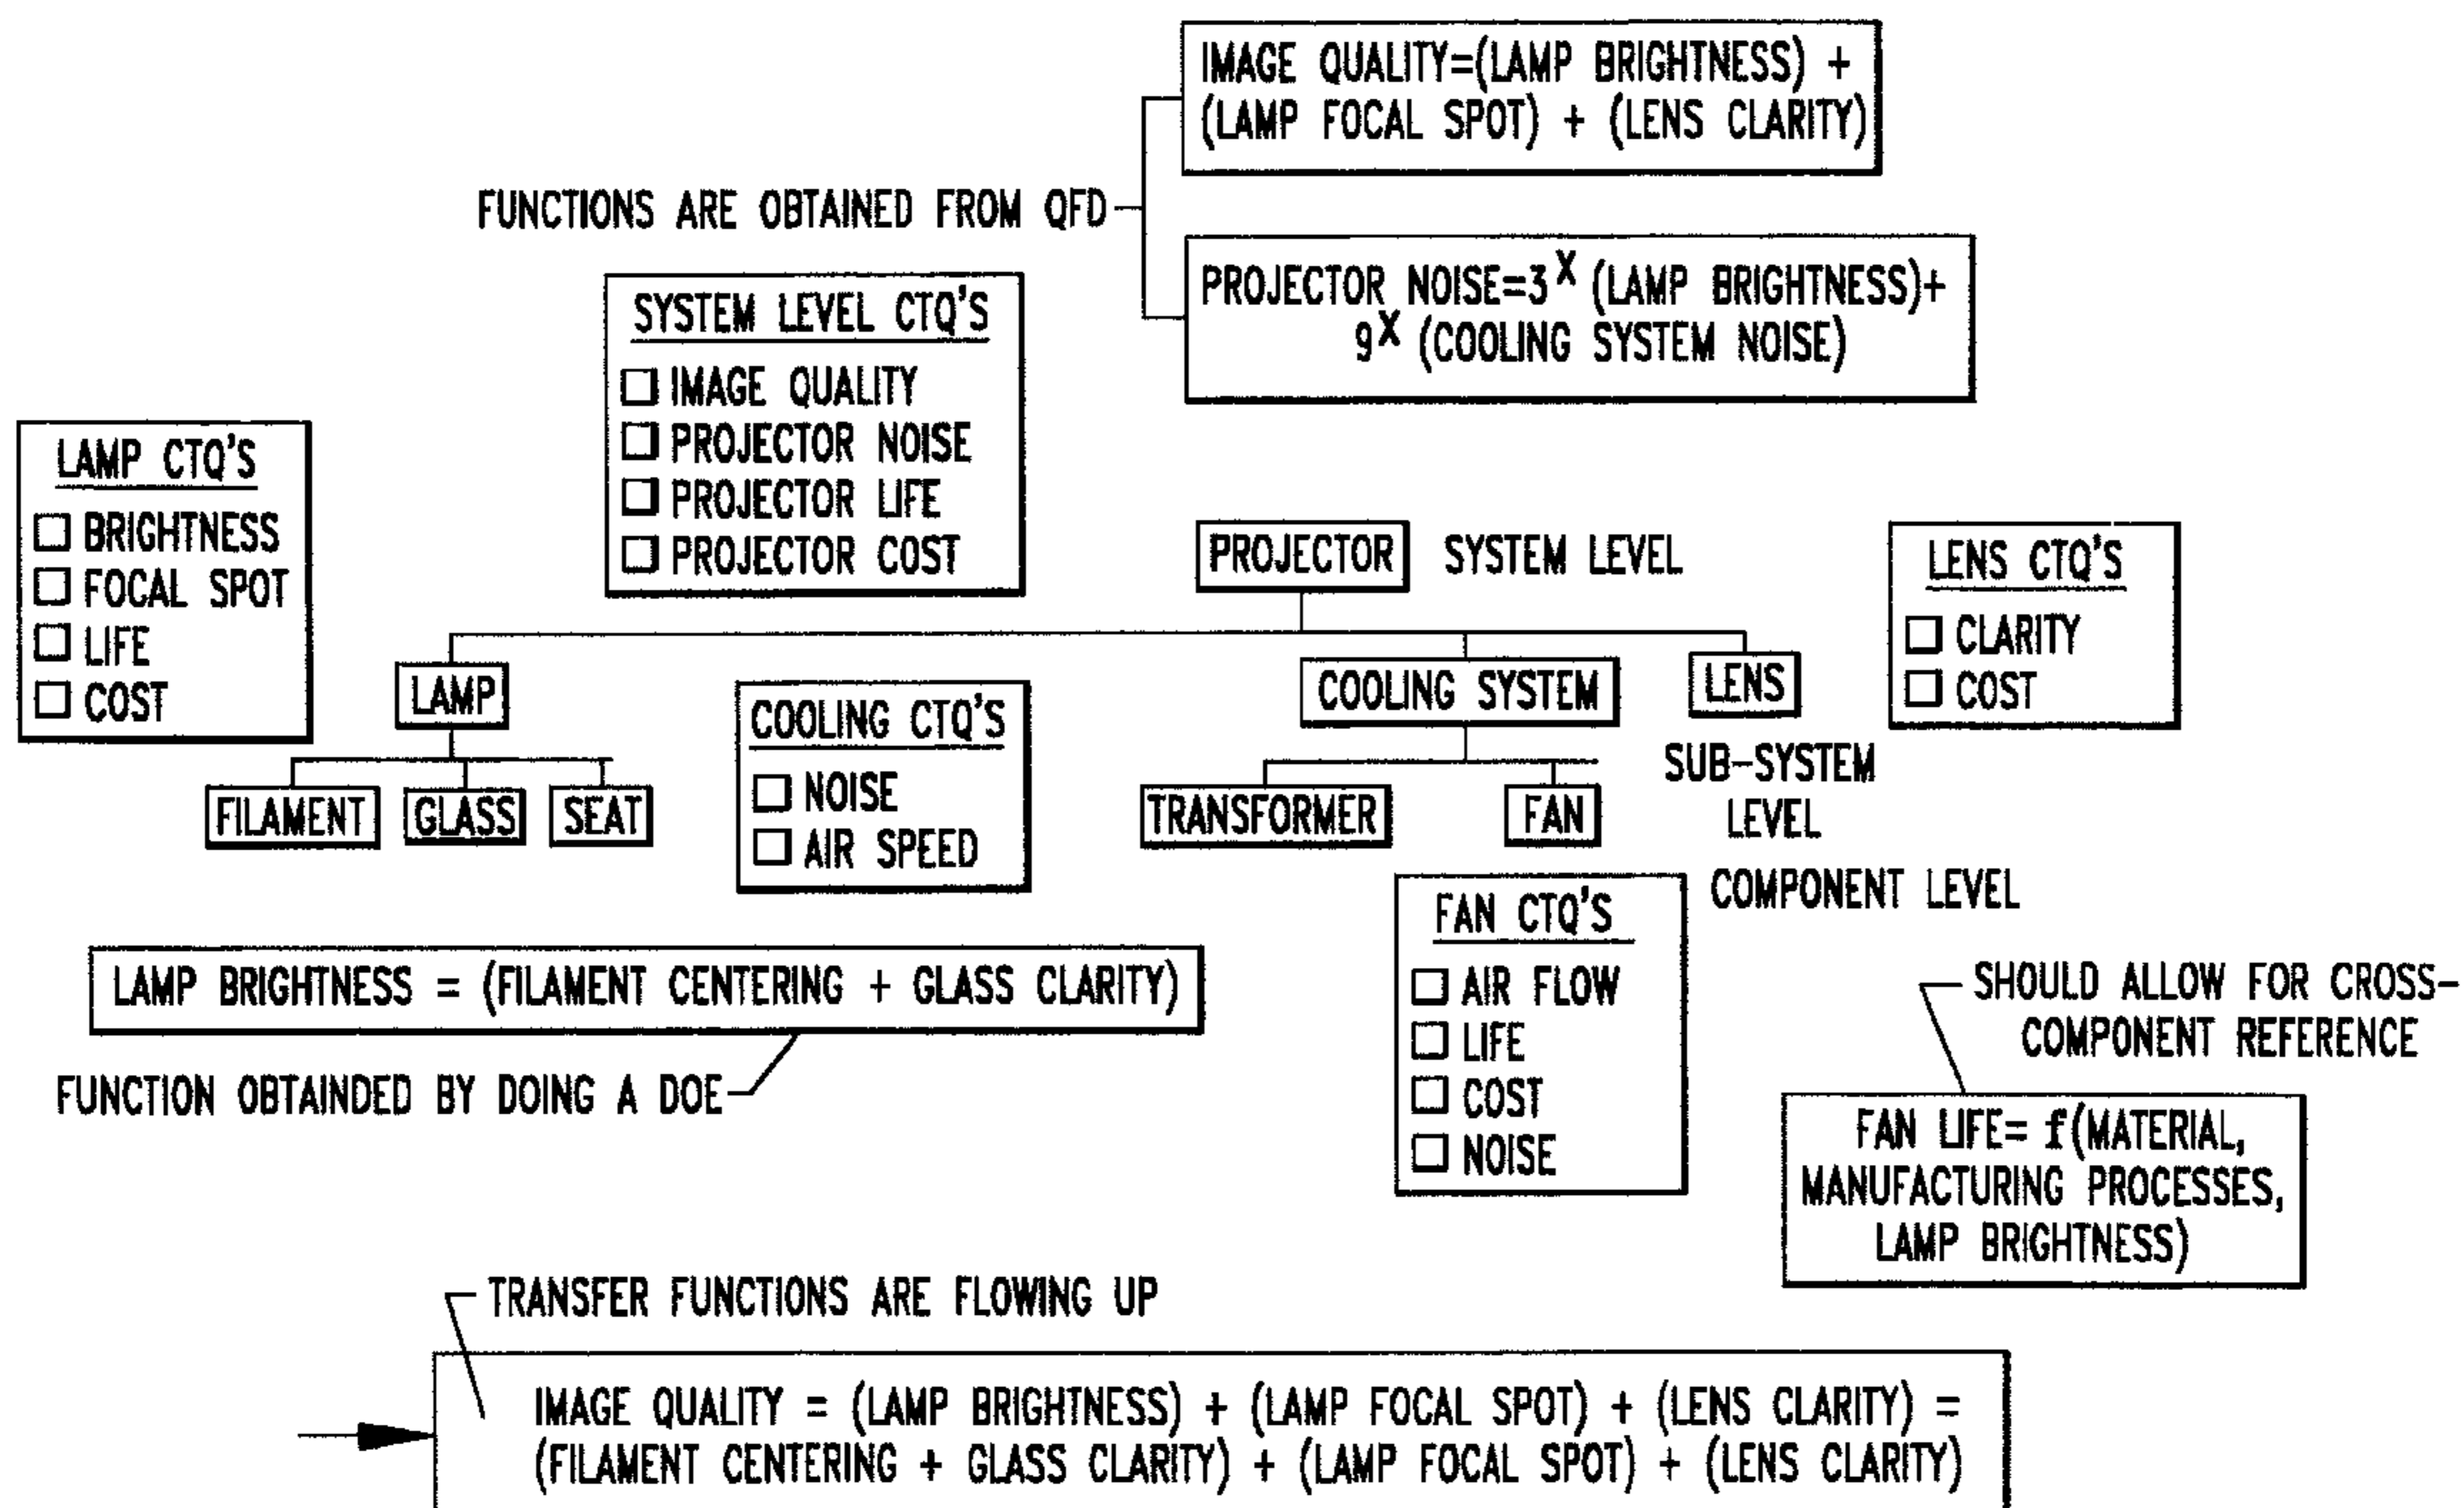 IMAGE QUALITY=(LAMP BRIGHTNESS) +
(LAMP FOCAL SPOT) + (LENS CLARITY)
FUNCTIONS ARE OBTAINED FROM QFD
PROJECTOR NOISE=3X (LAMP BRIGHTNESS)+
9X (COOLING SYSTEM NOISE)
SYSTEM LEVEL CTQ'S
IMAGE QUALITY
PROJECTOR NOISE
PROJECTOR LIFE
PROJECTOR COST
LAMP CTQ'S
BRIGHTNESS
FOCAL SPOT
LIFE
COST
PROJECTOR
SYSTEM LEVEL
LENS CTQ'S
CLARITY
COST
LAMP
COOLING SYSTEM
LENS
COOLING CTQ'S
NOISE
AIR SPEED
SUB-SYSTEM
LEVEL
FILAMENT
GLASS
SEAT
TRANSFORMER
FAN
COMPONENT LEVEL
FAN CTQ'S
AIR FLOW
LIFE
COST
NOISE
LAMP BRIGHTNESS = (FILAMENT CENTERING + GLASS CLARITY)
FUNCTION OBTAINDED BY DOING A DOE
SHOULD ALLOW FOR CROSS-
COMPONENT REFERENCE
FAN LIFE= f(MATERIAL,
MANUFACTURING PROCESSES,
LAMP BRIGHTNESS)
TRANSFER FUNCTIONS ARE FLOWING UP
IMAGE QUALITY = (LAMP BRIGHTNESS) + (LAMP FOCAL SPOT) + (LENS CLARITY) =
(FILAMENT CENTERING + GLASS CLARITY) + (LAMP FOCAL SPOT) + (LENS CLARITY)